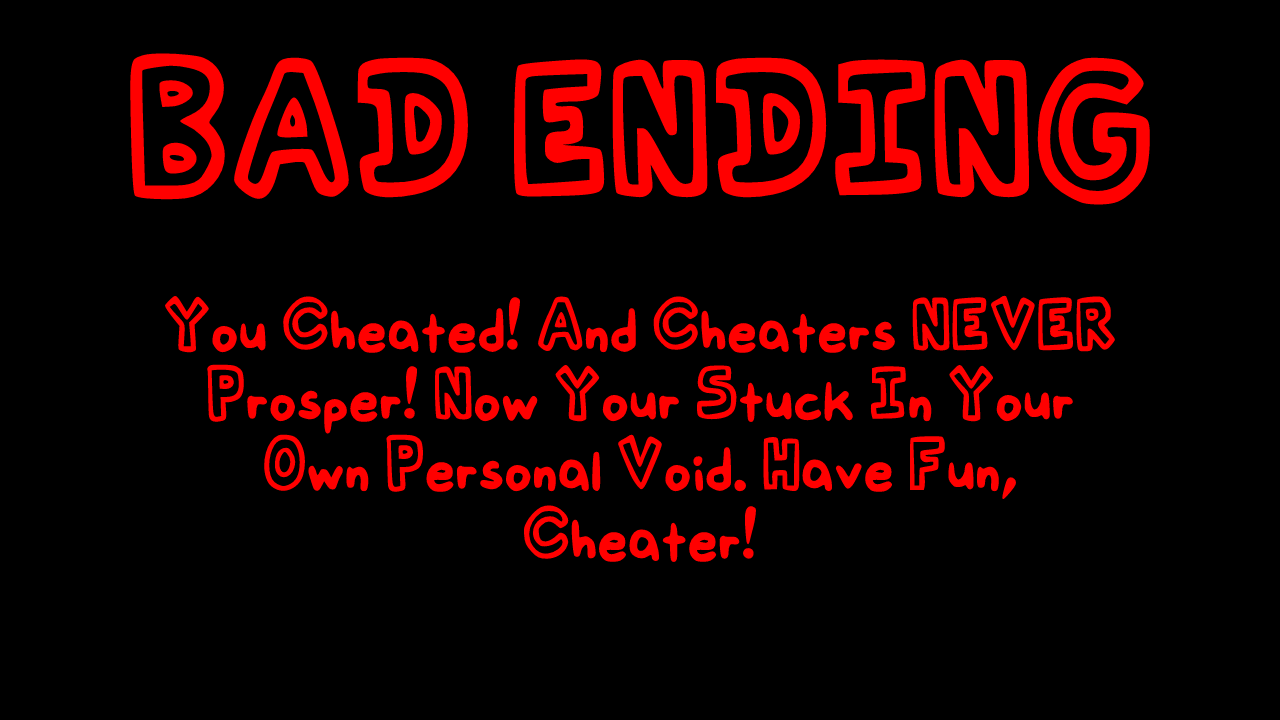 BAD ENDING
You Cheated! And Cheaters NEVER
Prosper! Now Your Stuck In Your
Own Personal Void. Have Fun,
Cheater!